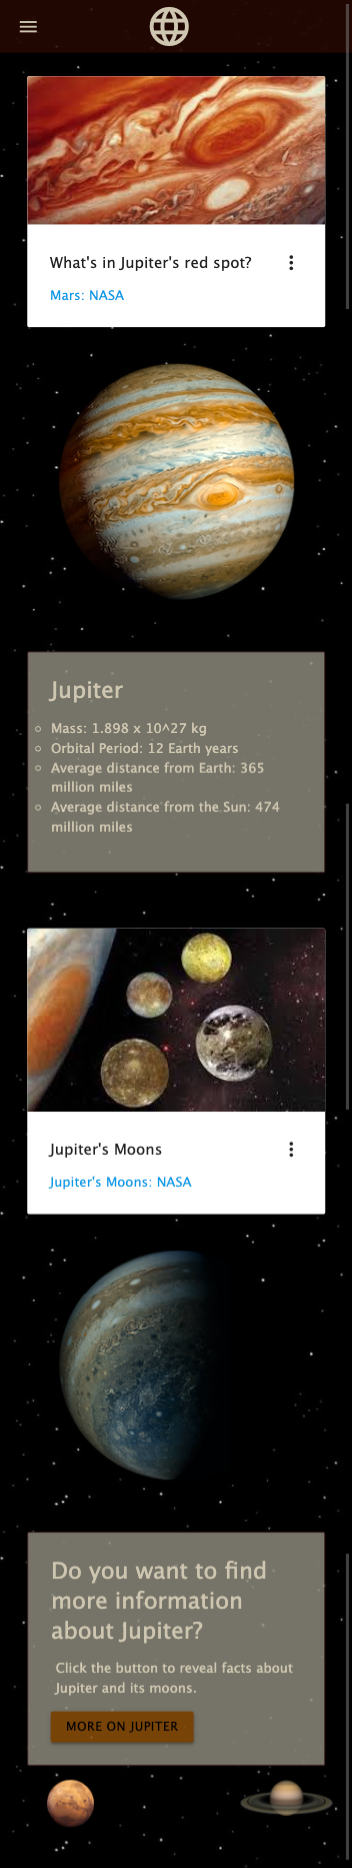 What's in Jupiter's red spot?
Mars: NASA
Jupiter
Mass: 1.898 x 10^27 kg
Orbital Period: 12 Earth years
Average distance from Earth: 365
million miles
Average distance from the Sun: 474
million miles
Jupiter's Moons
Jupiter's Moons: NASA
Do you want to find
more information
about Jupiter?
Click the button to reveal facts about
Jupiter and its moons.
MORE ON JUPITER